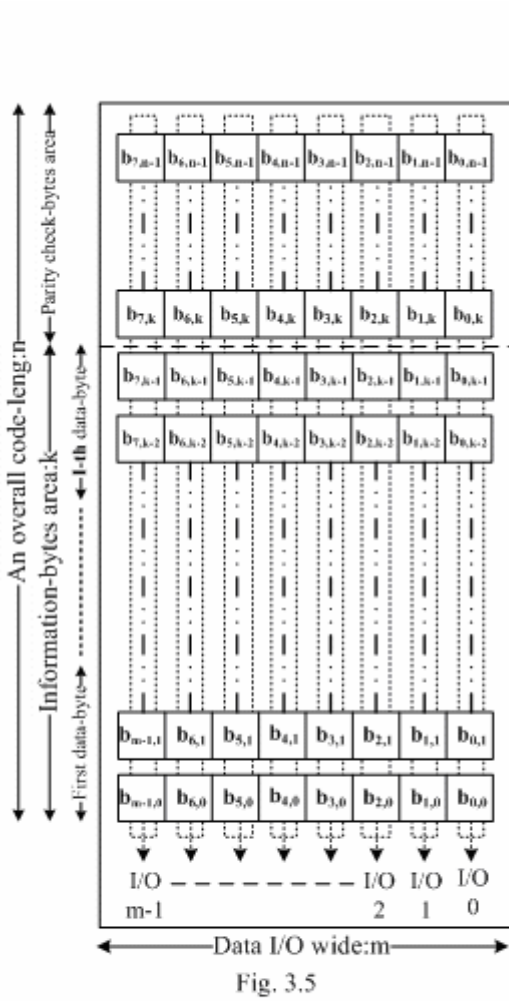 An overall code-leng:n
Information-bytes area:k
Parity check-bytes area
I-th data-byte
First data-byte
b7,n-1 b6,n-1 b5,n-1 b4,n-1 b3,n-1 b2,n-1 b1,n-1 b0,n-1
b7,k b6,k b5,k b4,k b3,k b2,k b1,k b0,k
b7,k-1 b6,k-1 b5,k-1 b4,k-1 b3,k-1 b2,k-1 b1,k-1 b0,k-1
b7,k-2 b6,k-2 b5,k-2 b4,k-2 b3,k-2 b2,k-2 b1,k-2 b0,k-2
bm-1,1 b6,1 b5,1 b4,1 b3,1 b2,1 b1,1 b0,1
bm-1,0 b6,0 b5,0 b4,0 b3,0 b2,0 b1,0 b0,0
I/O I/O I/O I/O
m-1 2 1 0
Data I/O wide:m
Fig. 3.5